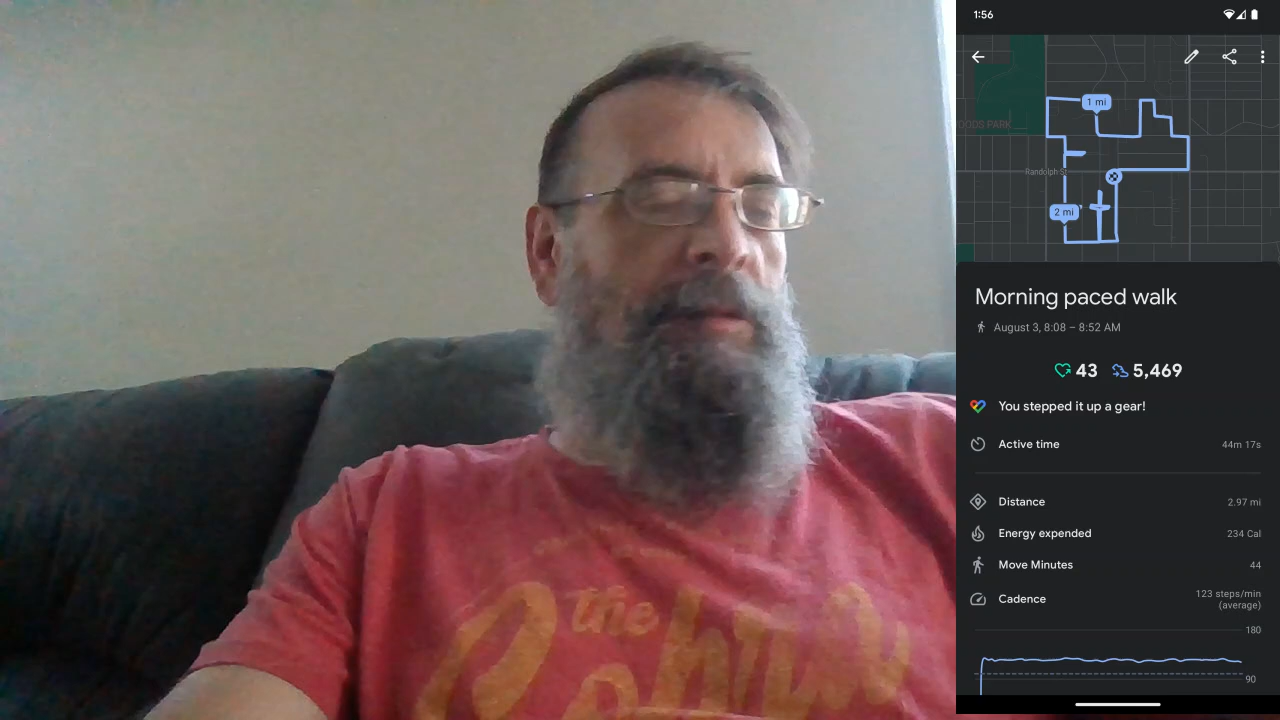 the
1:56
1 mi
Randolph St
2 mi
Morning paced walk
August 3, 8:08 – 8:52 AM
43 5,469
You stepped it up a gear!
Active time 44m 17s
Distance 2.97 mi
Energy expended 234 Cal
Move Minutes 44
Cadence 123 steps/min
(average)
180
90